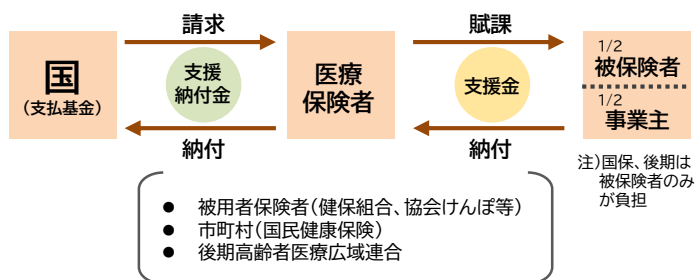 請求
賦課
国
(支払基金)
支援
納付金
医療
保険者
支援金
1/2
被保険者
1/2
事業主
納付
納付
注)国保、後期は
被保険者のみ
が負担
● 被用者保険者(健保組合、協会けんぽ等)
● 市町村(国民健康保険)
● 後期高齢者医療広域連合